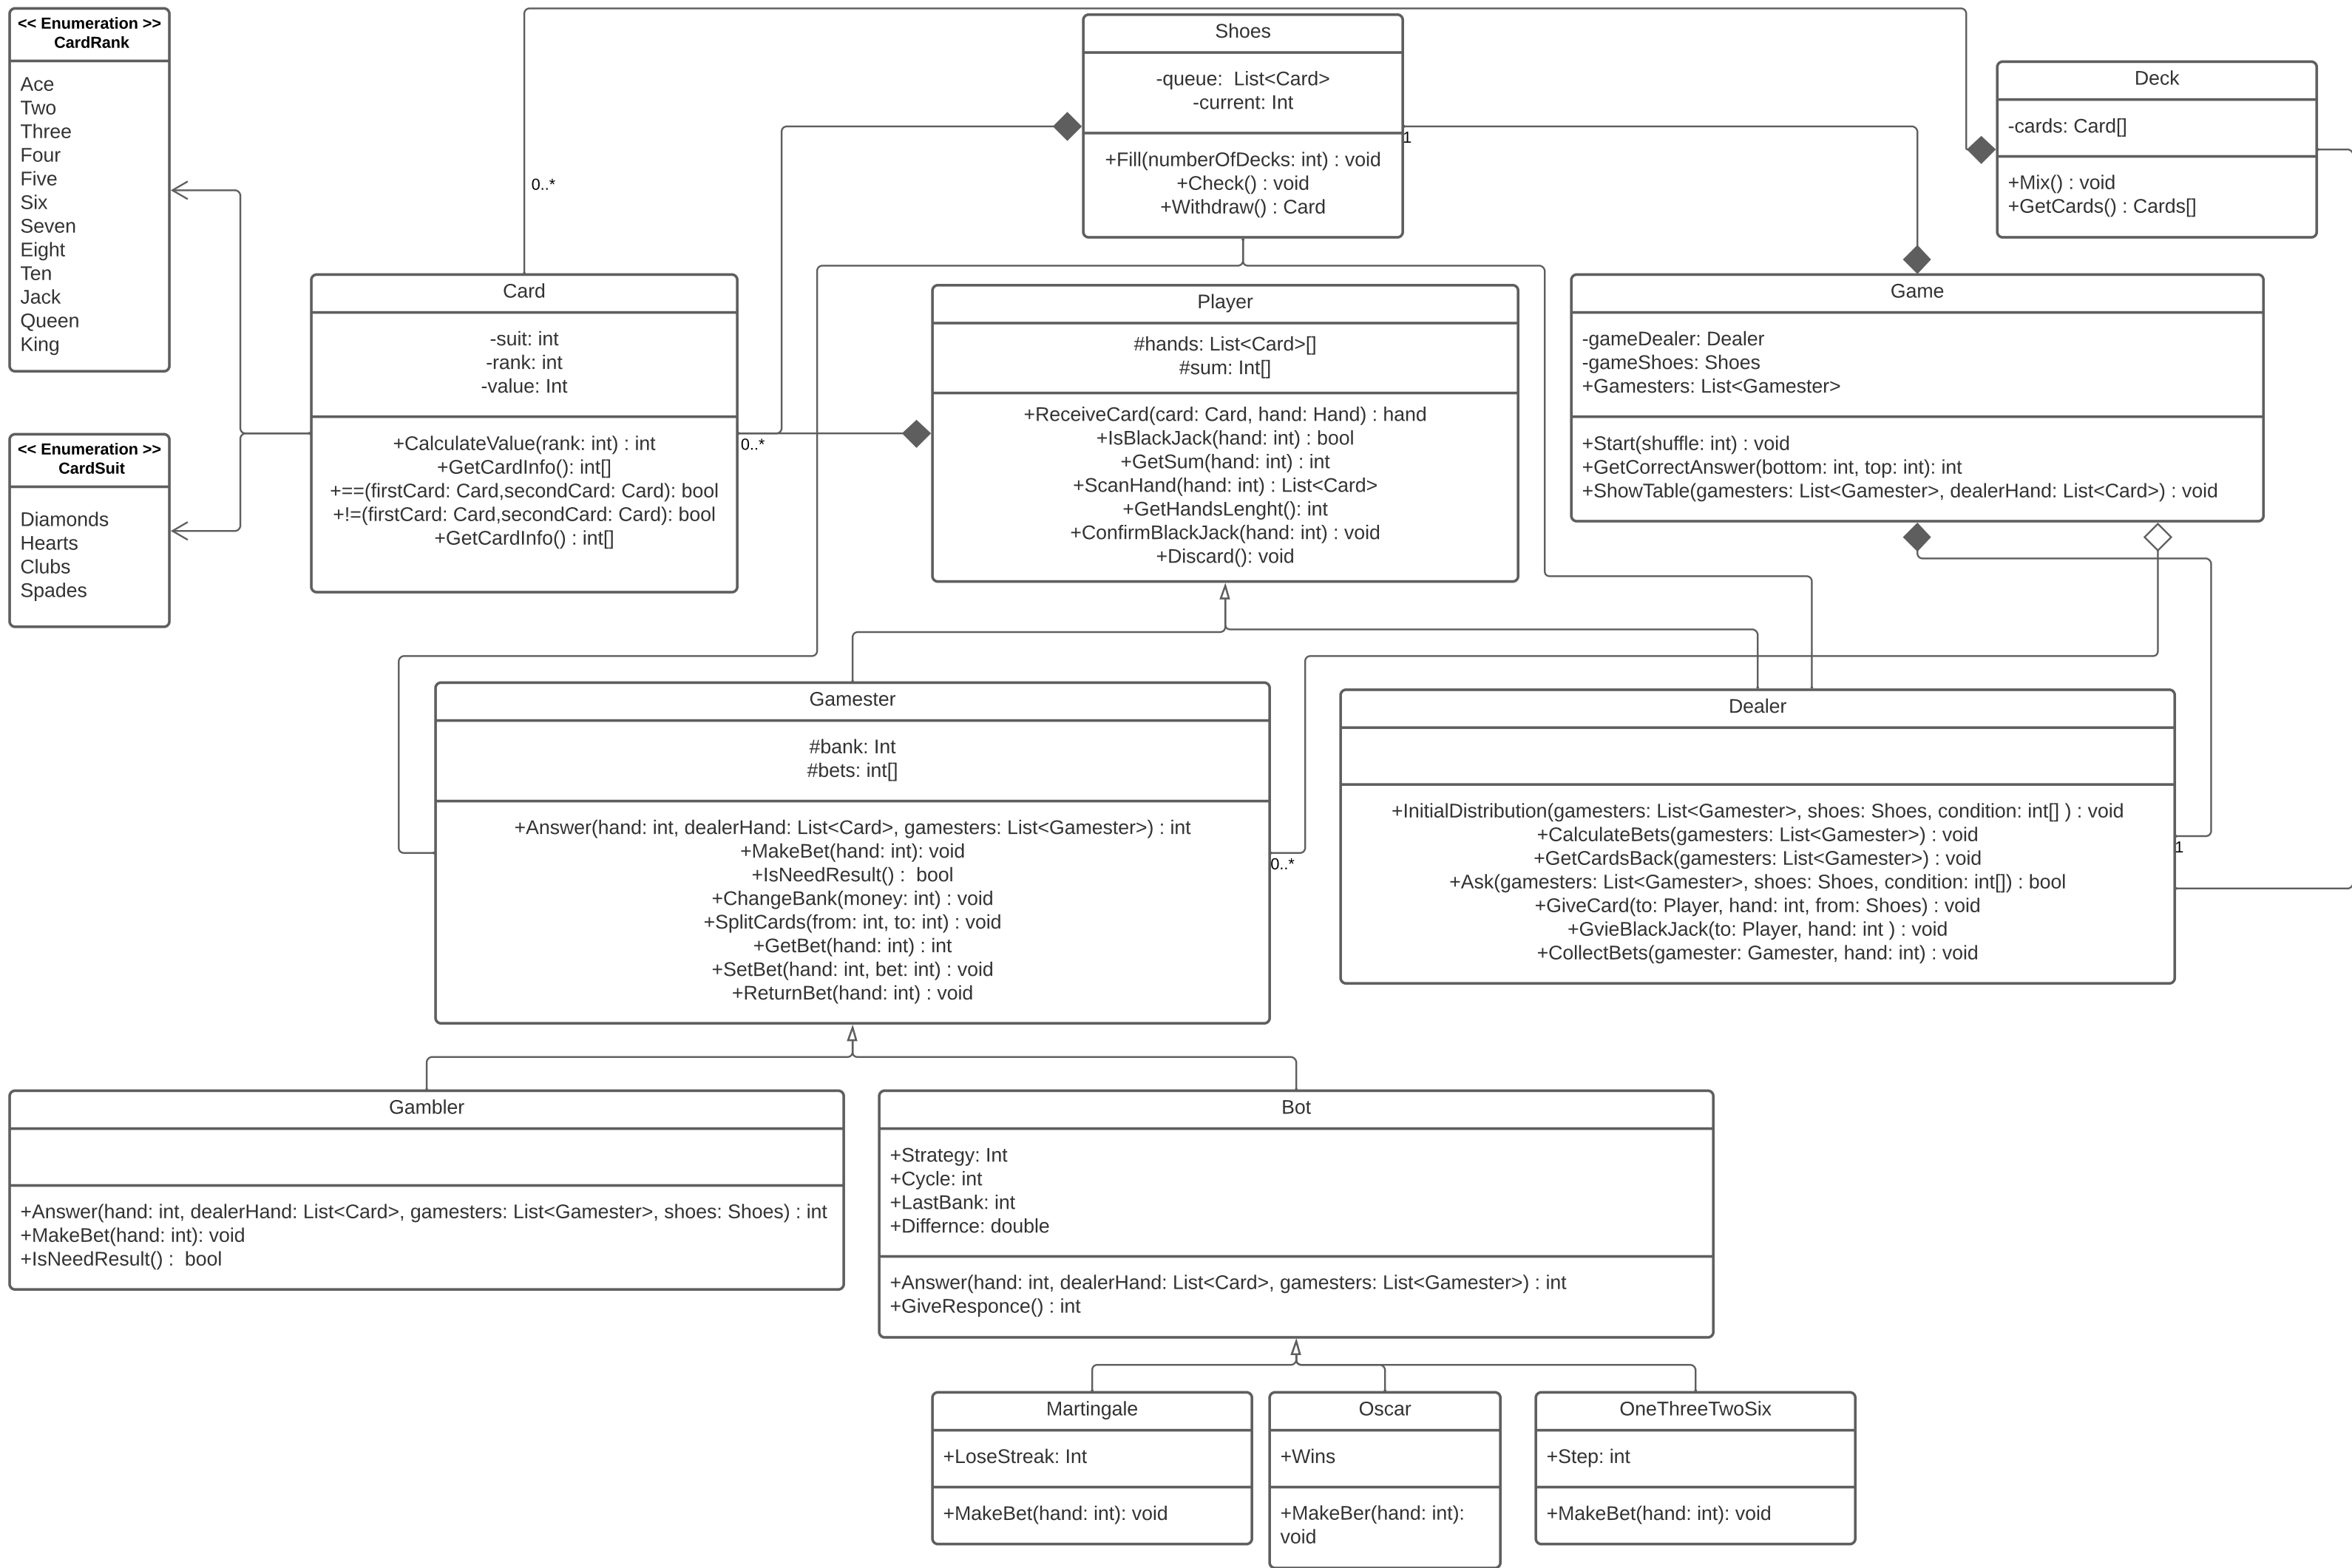 << Enumeration >>
CardRank
Ace
Two
Three
Four
Five
Six
Seven
Eight
Ten
Jack
Queen
King
<< Enumeration >>
CardSuit
Diamonds
Hearts
Clubs
Spades
0..*
Card
-suit: int
-rank: int
-value: Int
+CalculateValue(rank: int) : int
+GetCardInfo(): int[]
+==(firstCard: Card,secondCard: Card): bool
+!=(firstCard: Card,secondCard: Card): bool
+GetCardInfo() : int[]
0..*
Shoes
-queue:  List<Card>
-current: Int
+Fill(numberOfDecks: int) : void
+Check() : void
+Withdraw() : Card
1
Deck
-cards: Card[]
+Mix() : void
+GetCards() : Cards[]
Player
#hands: List<Card>[]
#sum: Int[]
+ReceiveCard(card: Card, hand: Hand) : hand
+IsBlackJack(hand: int) : bool
+GetSum(hand: int) : int
+ScanHand(hand: int) : List<Card>
+GetHandsLenght(): int
+ConfirmBlackJack(hand: int) : void
+Discard(): void
Game
-gameDealer: Dealer
-gameShoes: Shoes
+Gamesters: List<Gamester>
+Start(shuffle: int) : void
+GetCorrectAnswer(bottom: int, top: int): int
+ShowTable(gamesters: List<Gamester>, dealerHand: List<Card>) : void
Gamester
#bank: Int
#bets: int[]
+Answer(hand: int, dealerHand: List<Card>, gamesters: List<Gamester>) : int
+MakeBet(hand: int): void
+IsNeedResult() :  bool
+ChangeBank(money: int) : void
+SplitCards(from: int, to: int) : void
+GetBet(hand: int) : int
+SetBet(hand: int, bet: int) : void
+ReturnBet(hand: int) : void
0..*
Dealer
+InitialDistribution(gamesters: List<Gamester>, shoes: Shoes, condition: int[] ) : void
+CalculateBets(gamesters: List<Gamester>) : void
+GetCardsBack(gamesters: List<Gamester>) : void
+Ask(gamesters: List<Gamester>, shoes: Shoes, condition: int[]) : bool
+GiveCard(to: Player, hand: int, from: Shoes) : void
+GvieBlackJack(to: Player, hand: int ) : void
+CollectBets(gamester: Gamester, hand: int) : void
1
Gambler
+Answer(hand: int, dealerHand: List<Card>, gamesters: List<Gamester>, shoes: Shoes) : int
+MakeBet(hand: int): void
+IsNeedResult() :  bool
Bot
+Strategy: Int
+Cycle: int
+LastBank: int
+Differnce: double
+Answer(hand: int, dealerHand: List<Card>, gamesters: List<Gamester>) : int
+GiveResponce() : int
Martingale
+LoseStreak: Int
+MakeBet(hand: int): void
Oscar
+Wins
+MakeBer(hand: int):
void
OneThreeTwoSix
+Step: int
+MakeBet(hand: int): void